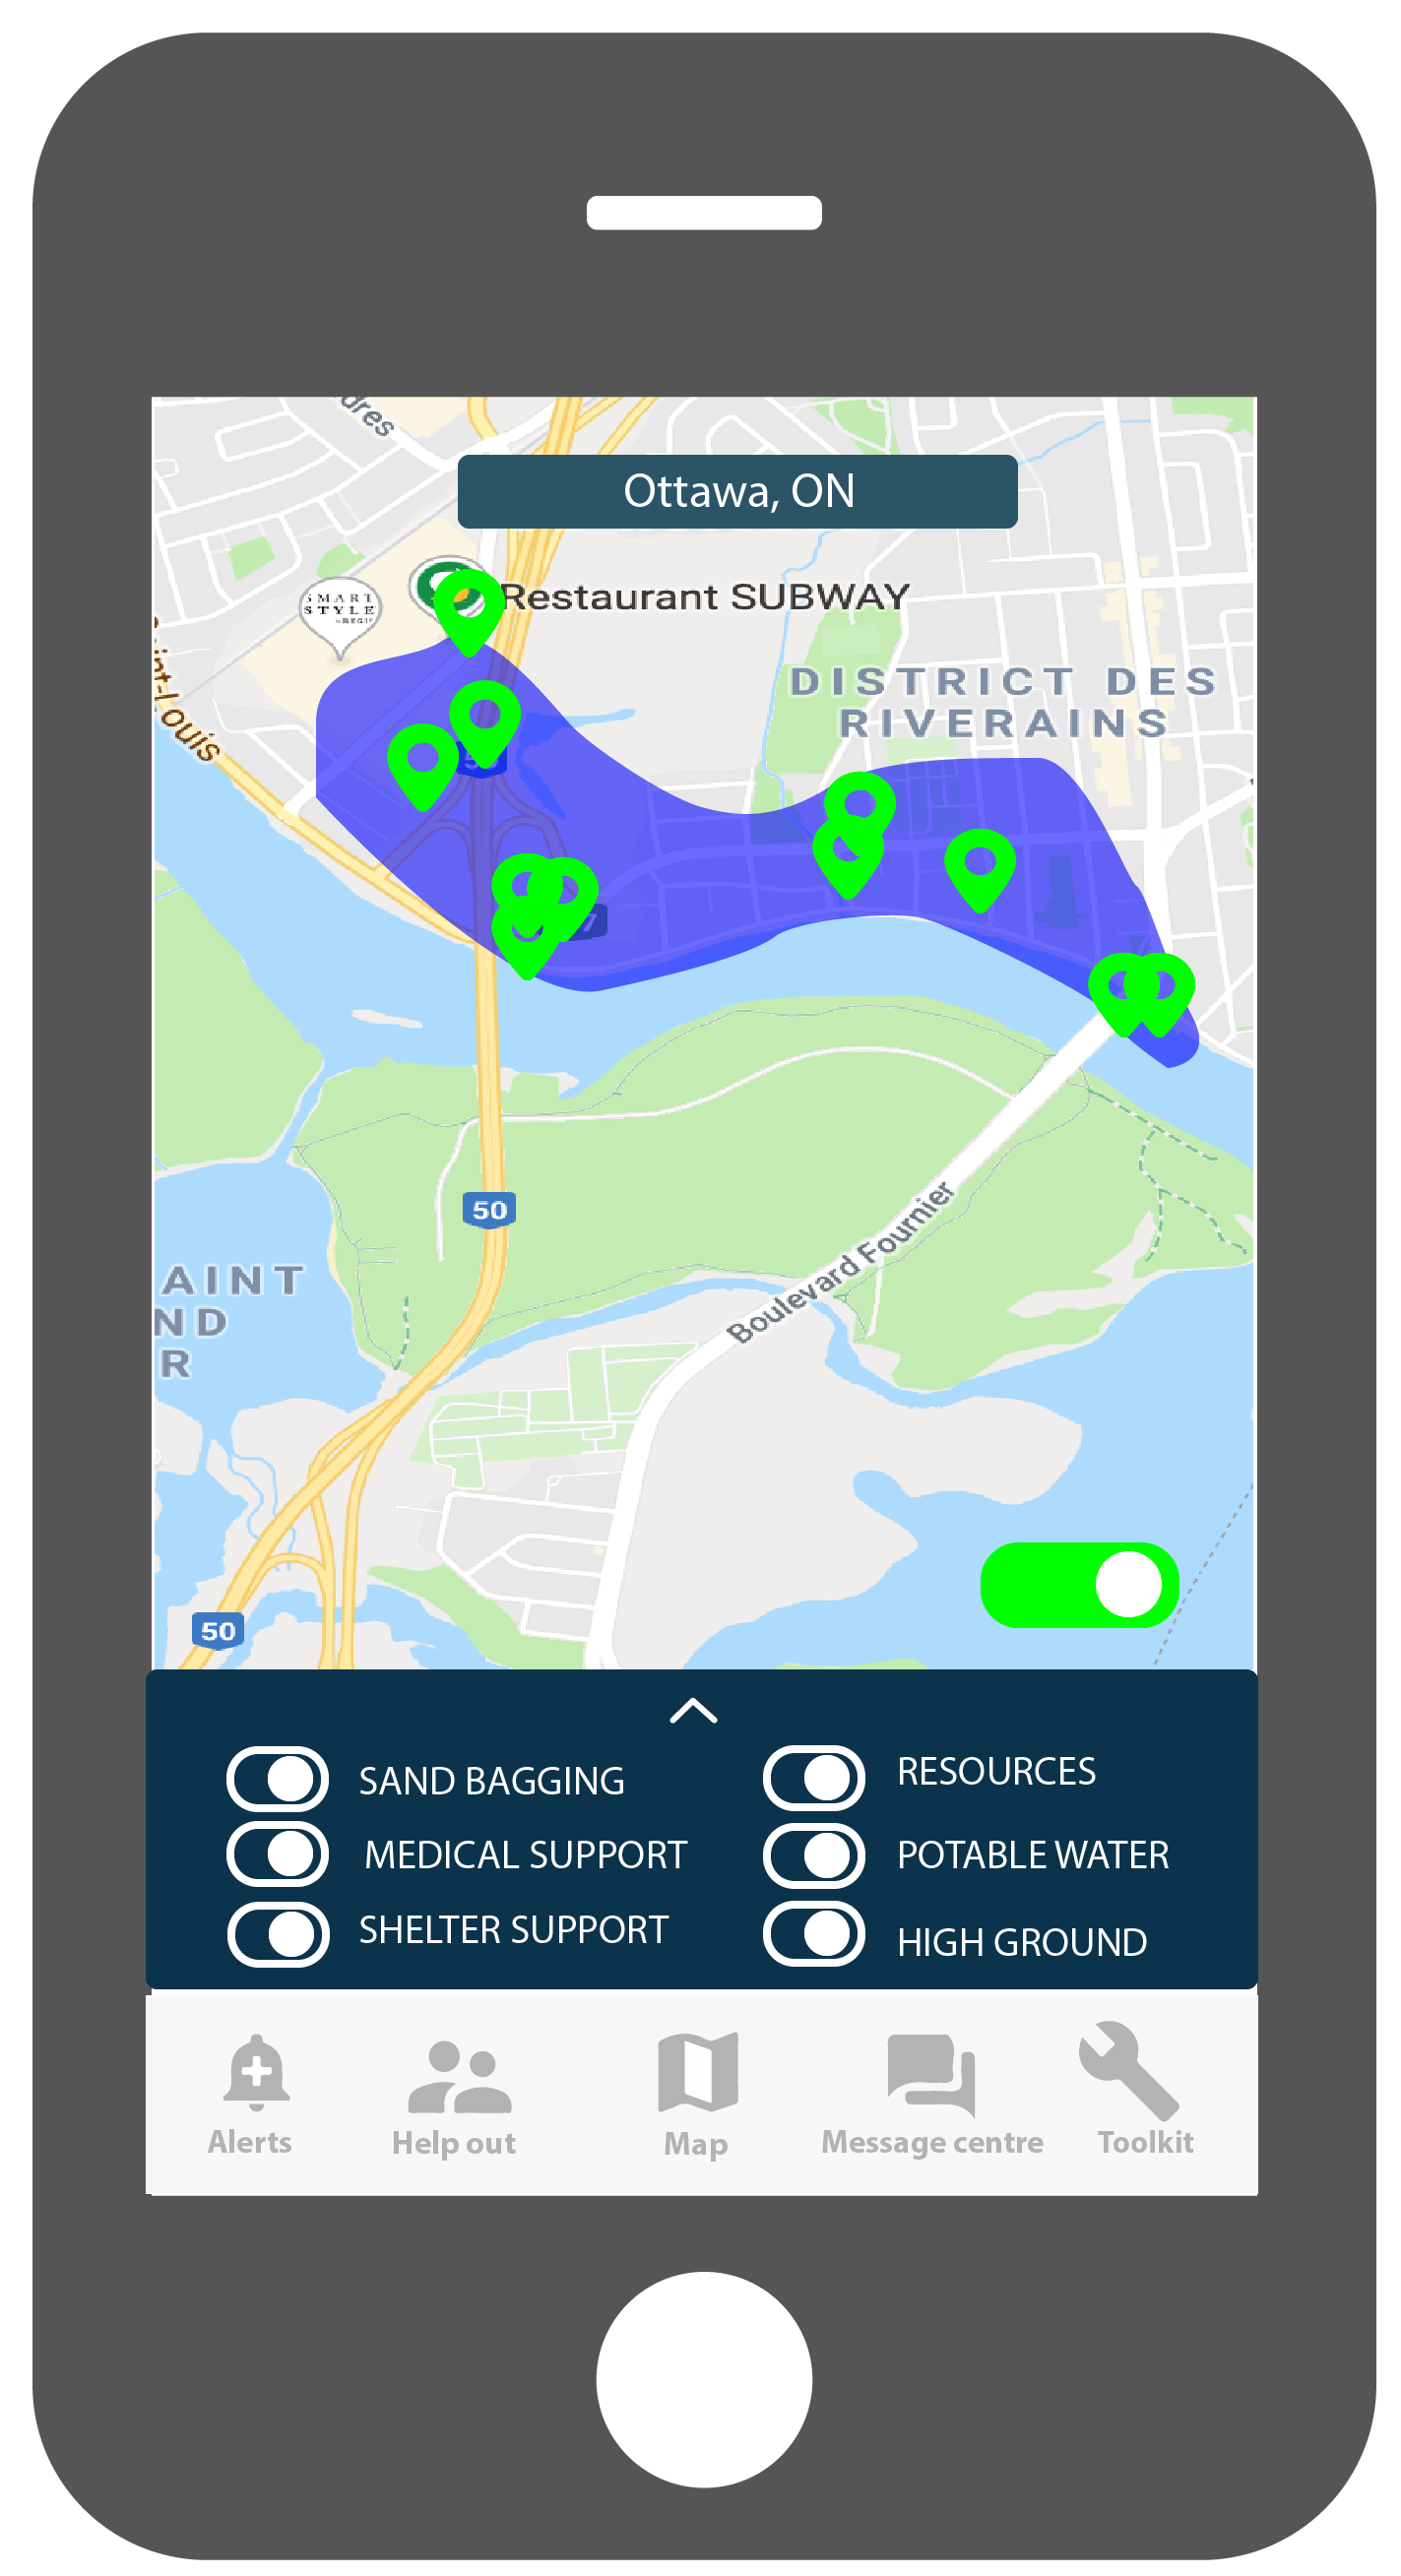 dres
Ottawa, ON
SMART
STYLE
Restaurant SUBWAY
DISTRICT DES
RIVERAINS
int-Louis
50
AINT
ND
R
Boulevard Fournier
50
SAND BAGGING
RESOURCES
MEDICAL SUPPORT
POTABLE WATER
SHELTER SUPPORT
HIGH GROUND
Alerts
Help out
Map
Message centre
Toolkit